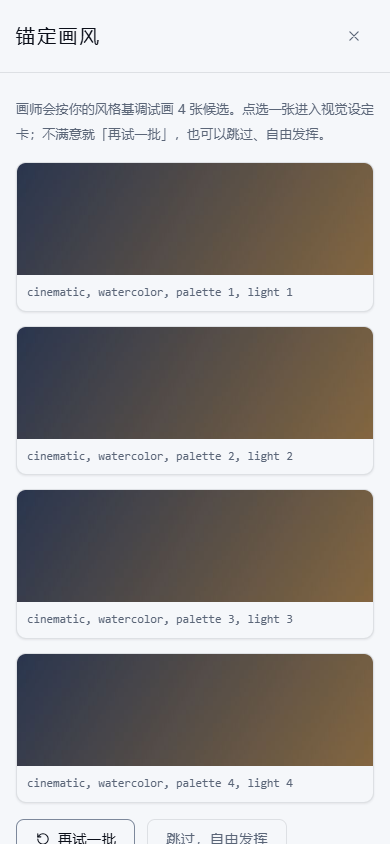 锚定画风
画师会按你的风格基调试画 4 张候选。点选一张进入视觉设定
卡；不满意就「再试一批」，也可以跳过、自由发挥。
cinematic, watercolor, palette 1, light 1
cinematic, watercolor, palette 2, light 2
cinematic, watercolor, palette 3, light 3
cinematic, watercolor, palette 4, light 4
再试一批
跳过，自由发挥